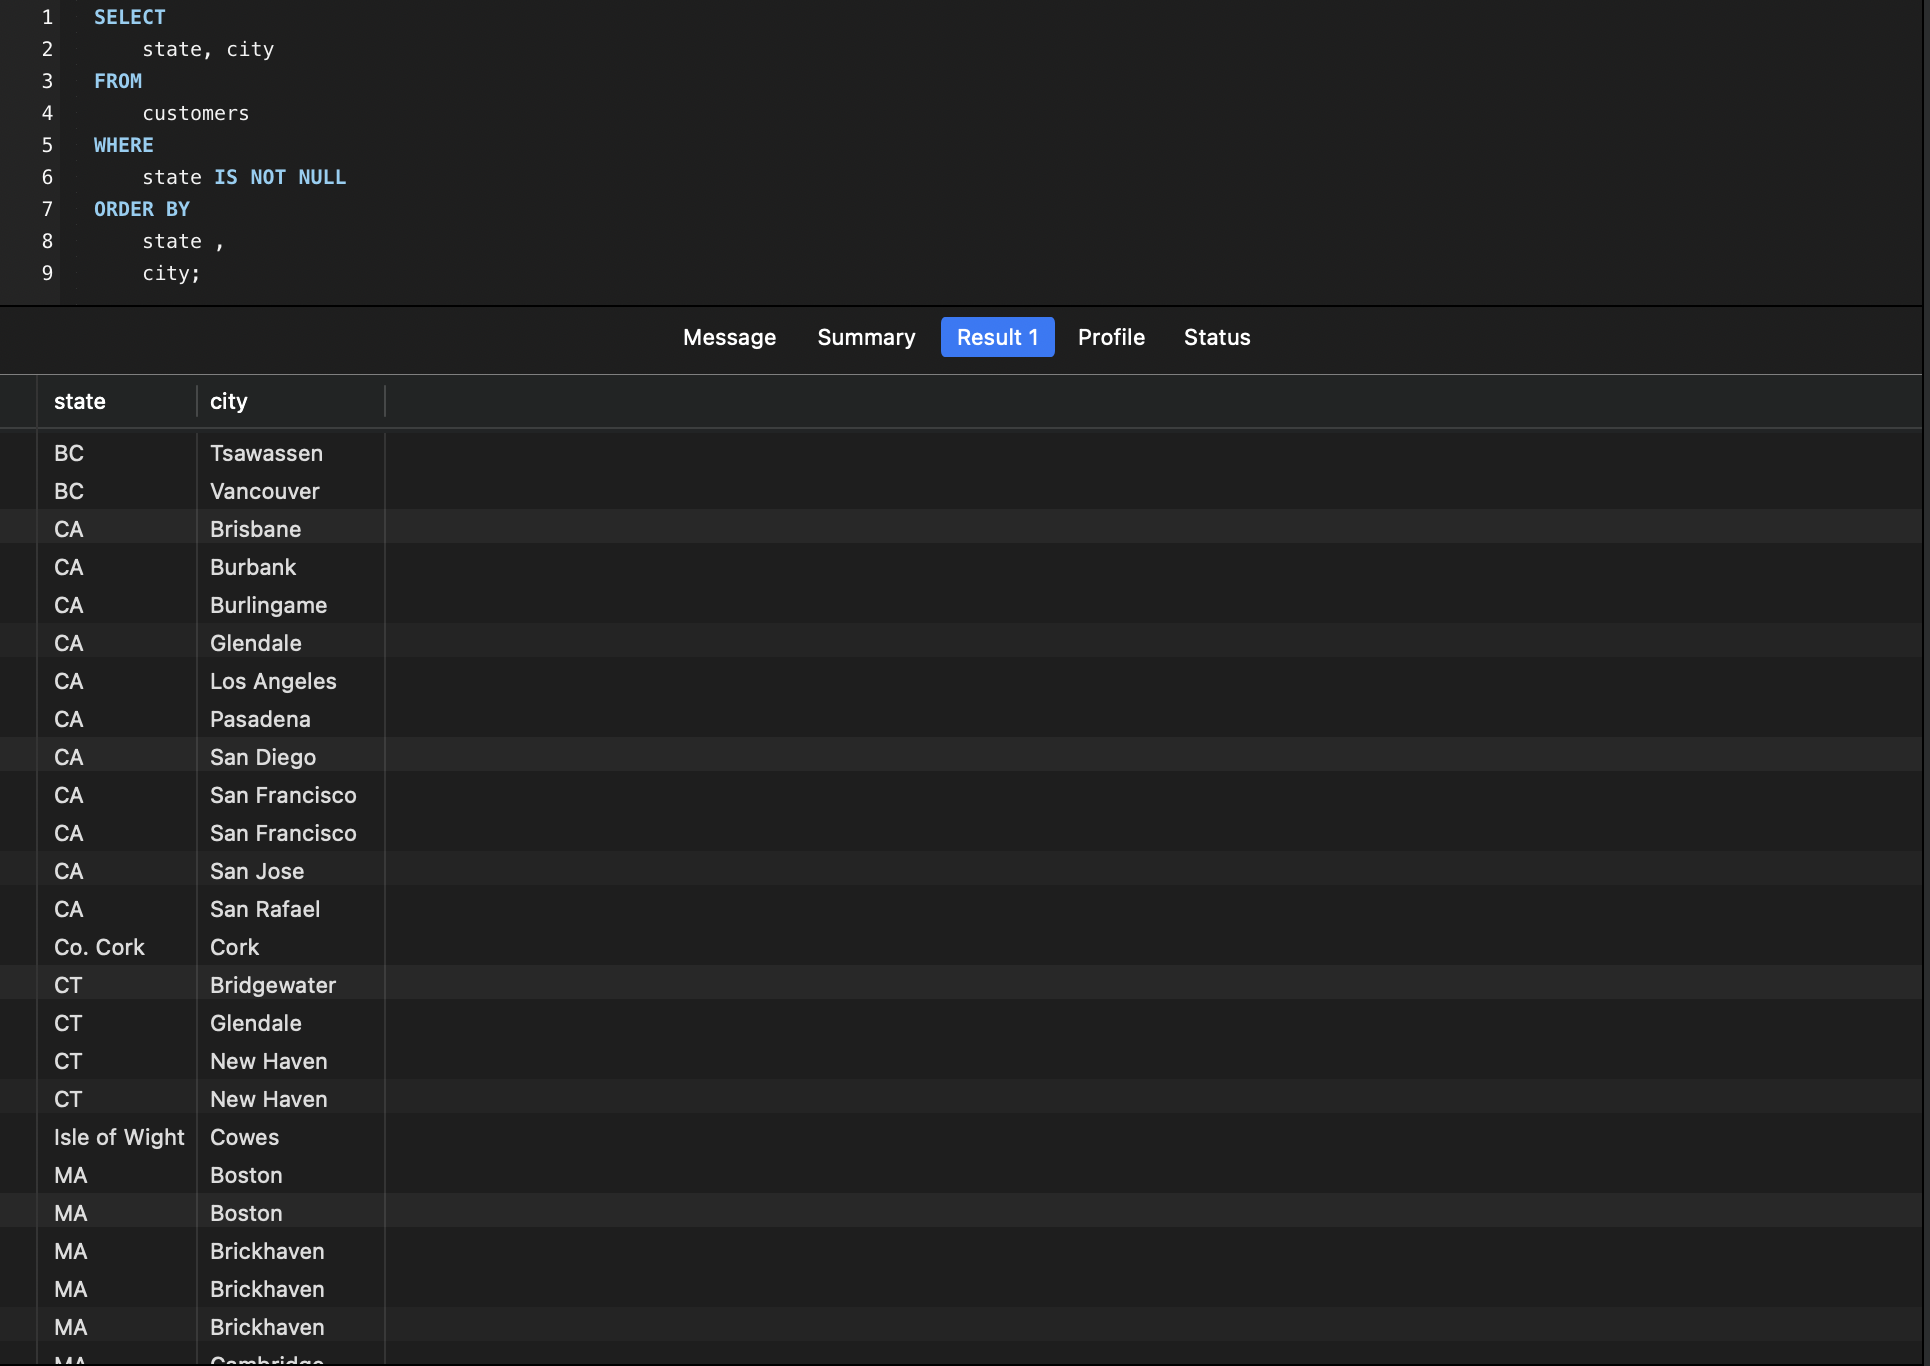 1 SELECT
2 state, city
3 FROM
4 customers
5 WHERE
6 state IS NOT NULL
7 ORDER BY
8 state ,
9 city;
Message Summary Result 1 Profile Status
state city
BC Tsawassen
BC Vancouver
CA Brisbane
CA Burbank
CA Burlingame
CA Glendale
CA Los Angeles
CA Pasadena
CA San Diego
CA San Francisco
CA San Francisco
CA San Jose
CA San Rafael
Co. Cork Cork
CT Bridgewater
CT Glendale
CT New Haven
CT New Haven
Isle of Wight Cowes
MA Boston
MA Boston
MA Brickhaven
MA Brickhaven
MA Brickhaven
MA Cambridge